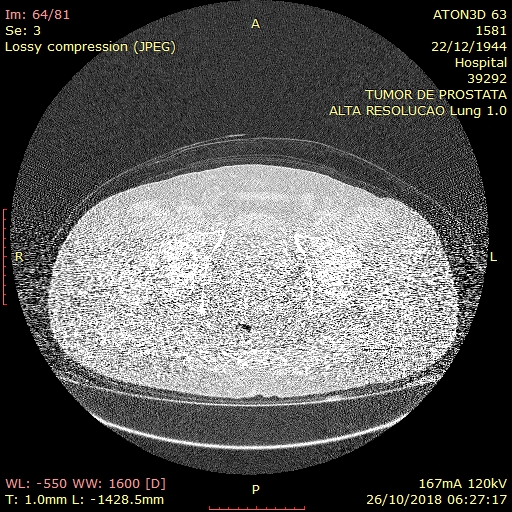 Im: 64/81
Se: 3
Lossy compression (JPEG)
A
ATON3D 63
1581
22/12/1944
Hospital
39292
TUMOR DE PROSTATA
ALTA RESOLUCAO Lung 1.0
R
L
WL: -550 WW: 1600 [D]
T: 1.0mm L: -1428.5mm
P
167mA 120kV
26/10/2018 06:27:17